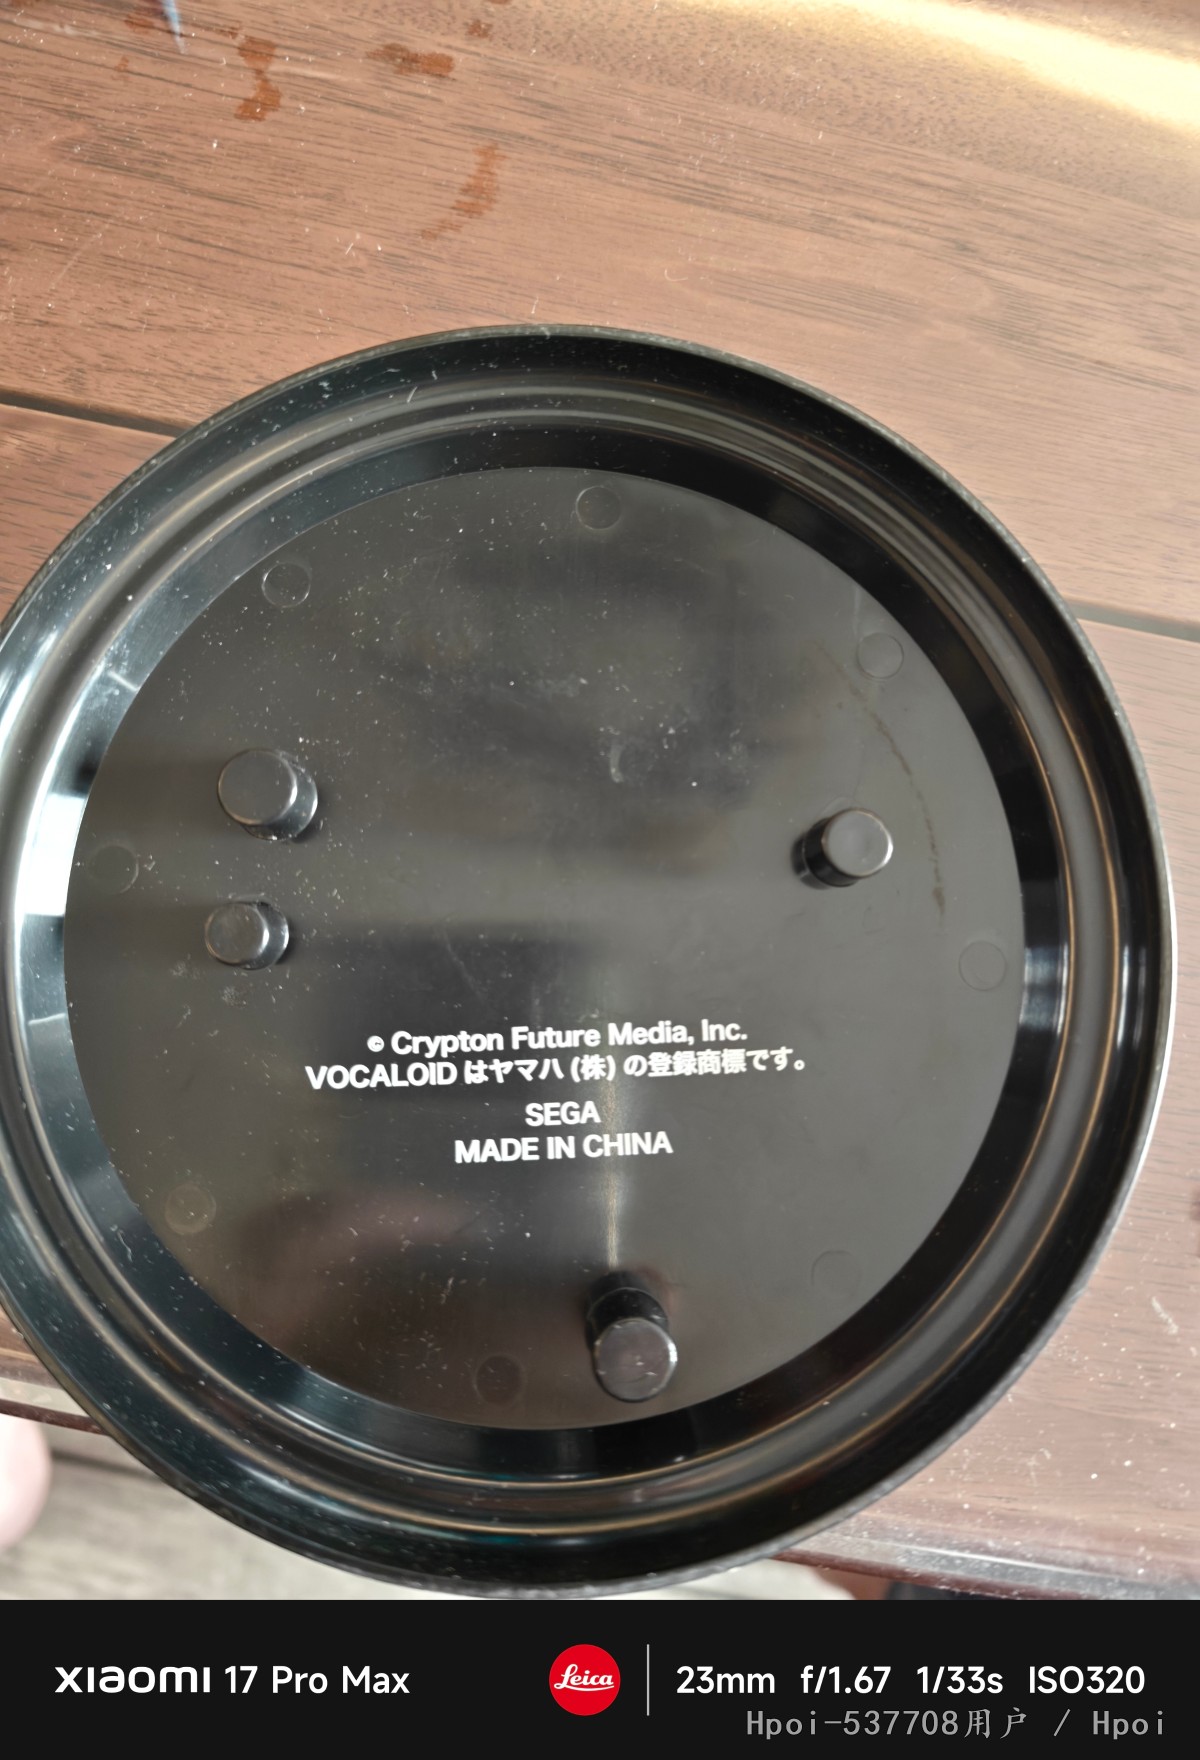 © Crypton Future Media, Inc.
VOCALOID はヤマハ (株) の登録商標です。
SEGA
MADE IN CHINA
XIAOMI 17 Pro Max
Leica
23mm f/1.67 1/33s ISO320
Hpoi-537708用户 / Hpoi